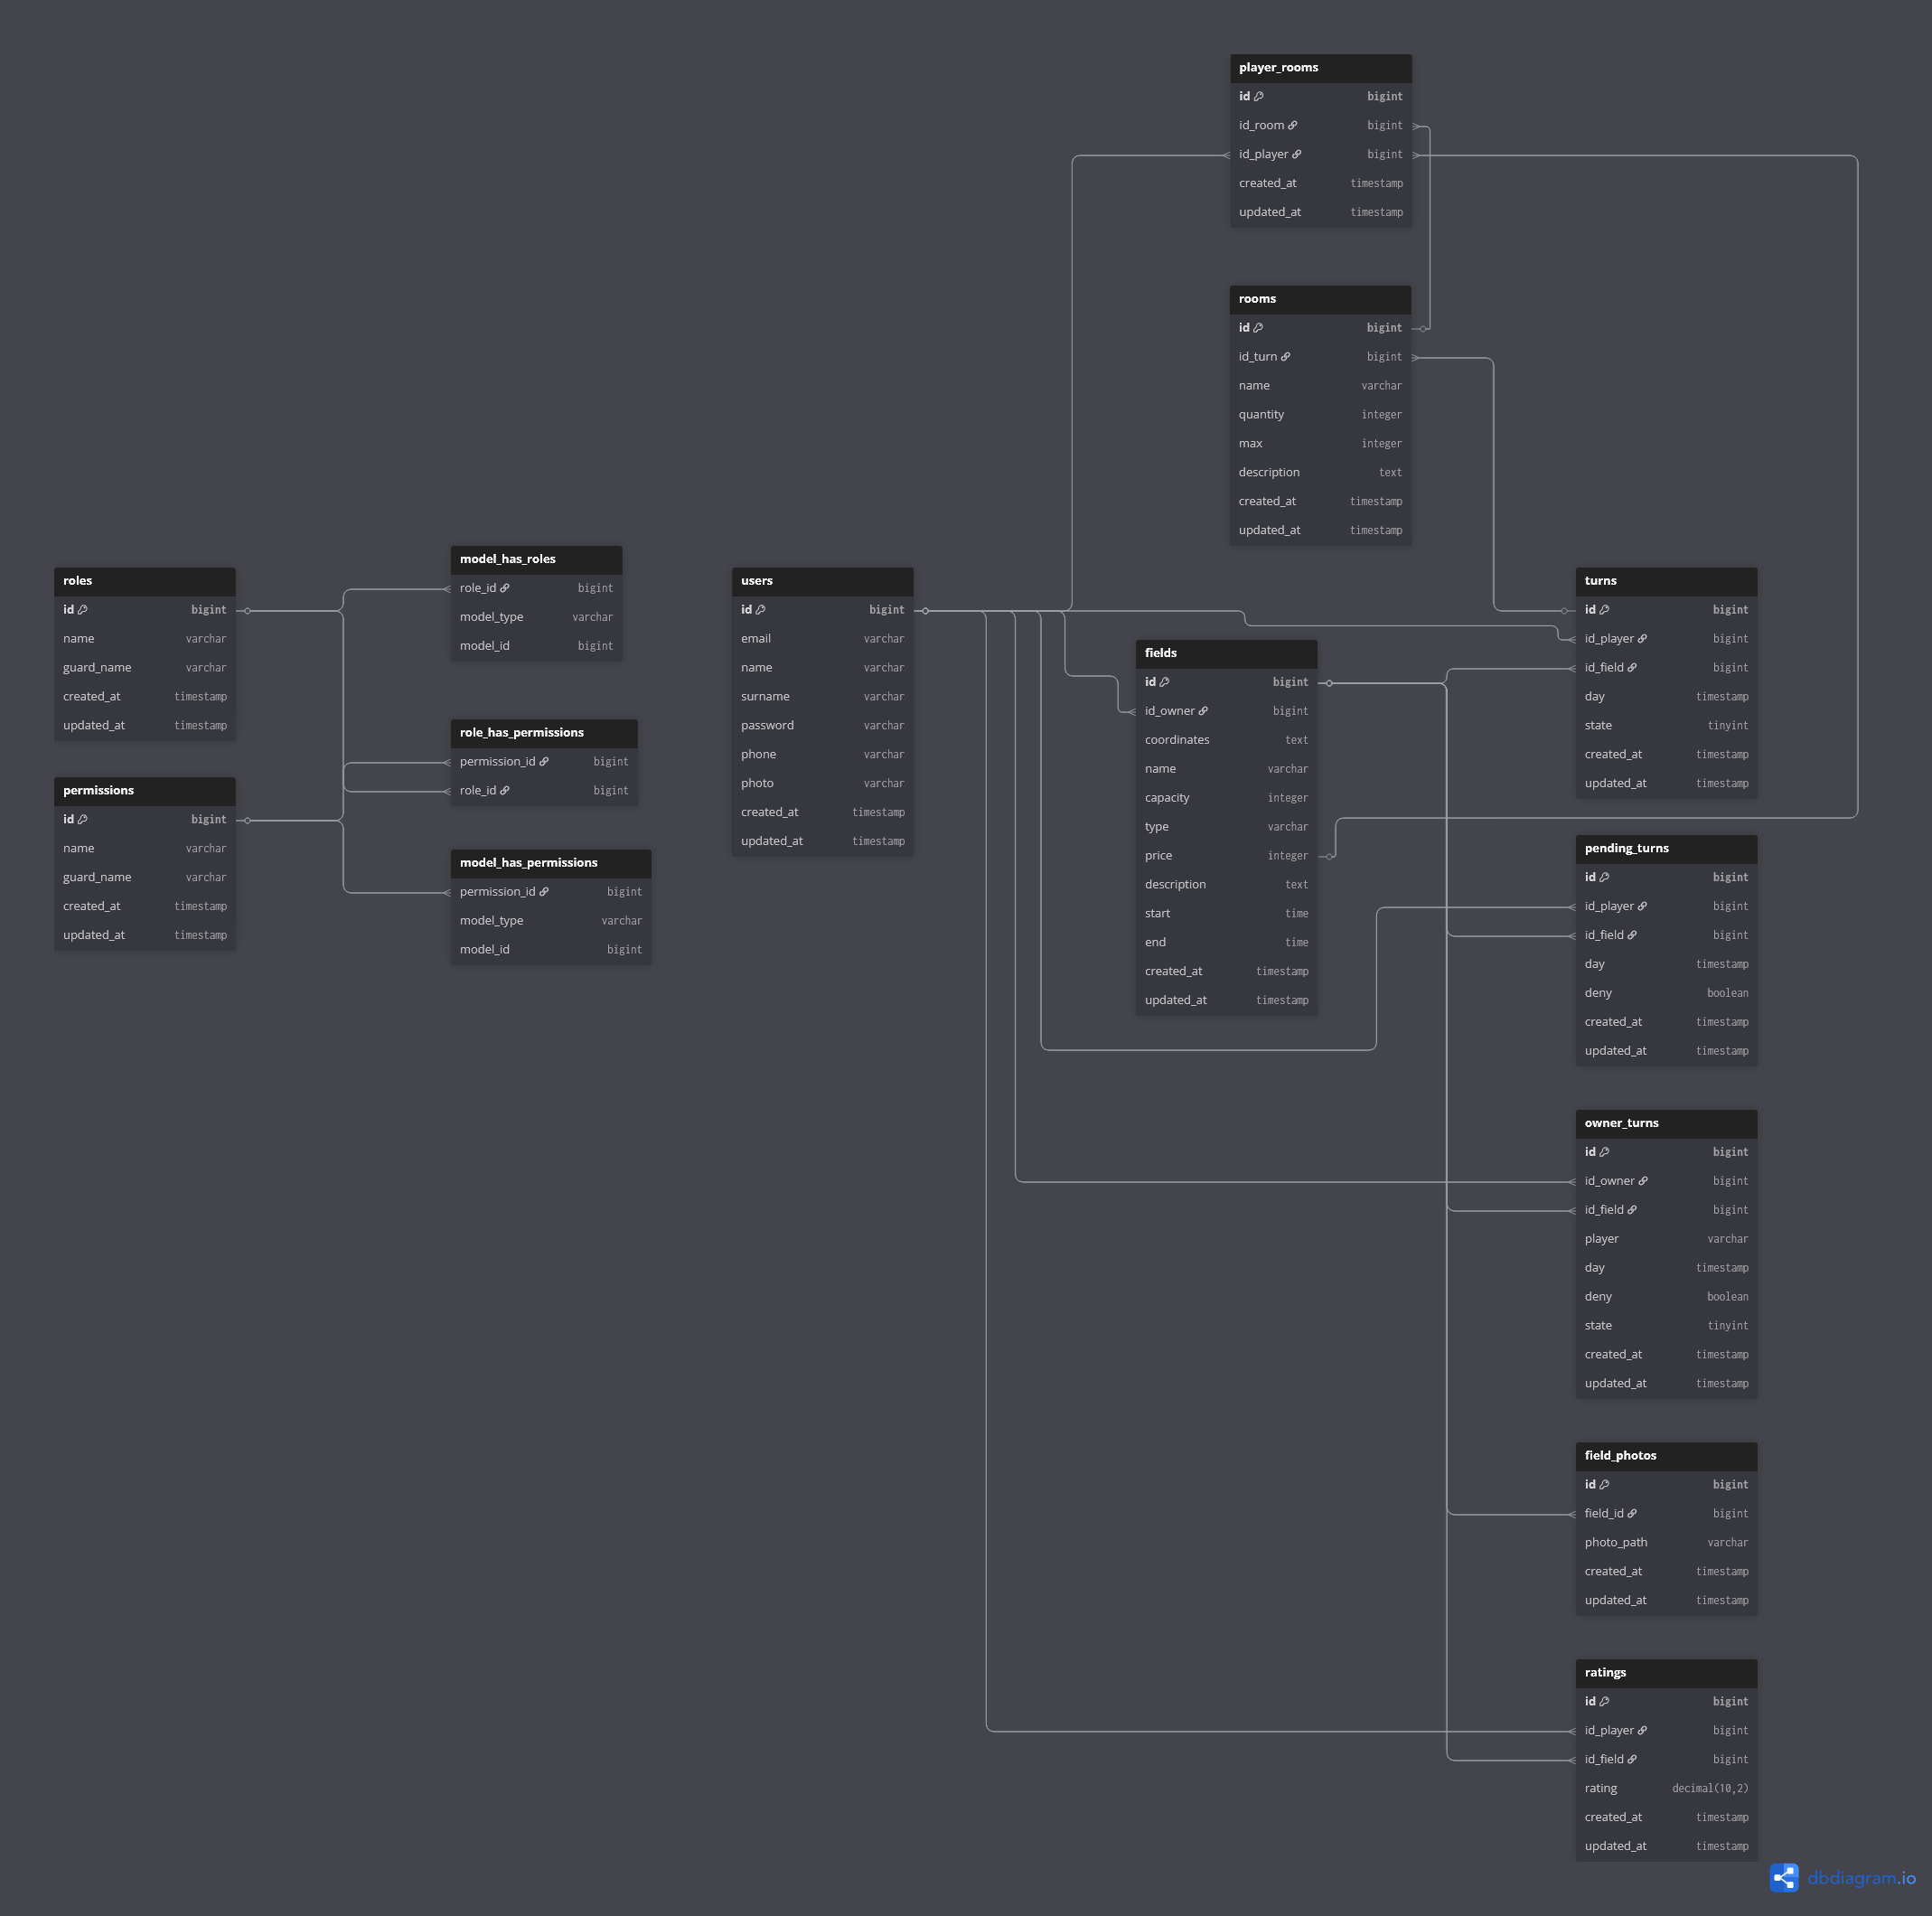 player_rooms
id bigint
id_room bigint
id_player bigint
created_at timestamp
updated_at timestamp
rooms
id bigint
id_turn bigint
name varchar
quantity integer
max integer
description text
created_at timestamp
updated_at timestamp
roles
id bigint
name varchar
guard_name varchar
created_at timestamp
updated_at timestamp
permissions
id bigint
name varchar
guard_name varchar
created_at timestamp
updated_at timestamp
model_has_roles
role_id bigint
model_type varchar
model_id bigint
role_has_permissions
permission_id bigint
role_id bigint
model_has_permissions
permission_id bigint
model_type varchar
model_id bigint
users
id bigint
email varchar
name varchar
surname varchar
password varchar
phone varchar
photo varchar
created_at timestamp
updated_at timestamp
fields
id bigint
id_owner bigint
coordinates text
name varchar
capacity integer
type varchar
price integer
description text
start time
end time
created_at timestamp
updated_at timestamp
turns
id bigint
id_player bigint
id_field bigint
day timestamp
state tinyint
created_at timestamp
updated_at timestamp
pending_turns
id bigint
id_player bigint
id_field bigint
day timestamp
deny boolean
created_at timestamp
updated_at timestamp
owner_turns
id bigint
id_owner bigint
id_field bigint
player varchar
day timestamp
deny boolean
state tinyint
created_at timestamp
updated_at timestamp
field_photos
id bigint
field_id bigint
photo_path varchar
created_at timestamp
updated_at timestamp
ratings
id bigint
id_player bigint
id_field bigint
rating decimal(10,2)
created_at timestamp
updated_at timestamp
dbdiagram.io